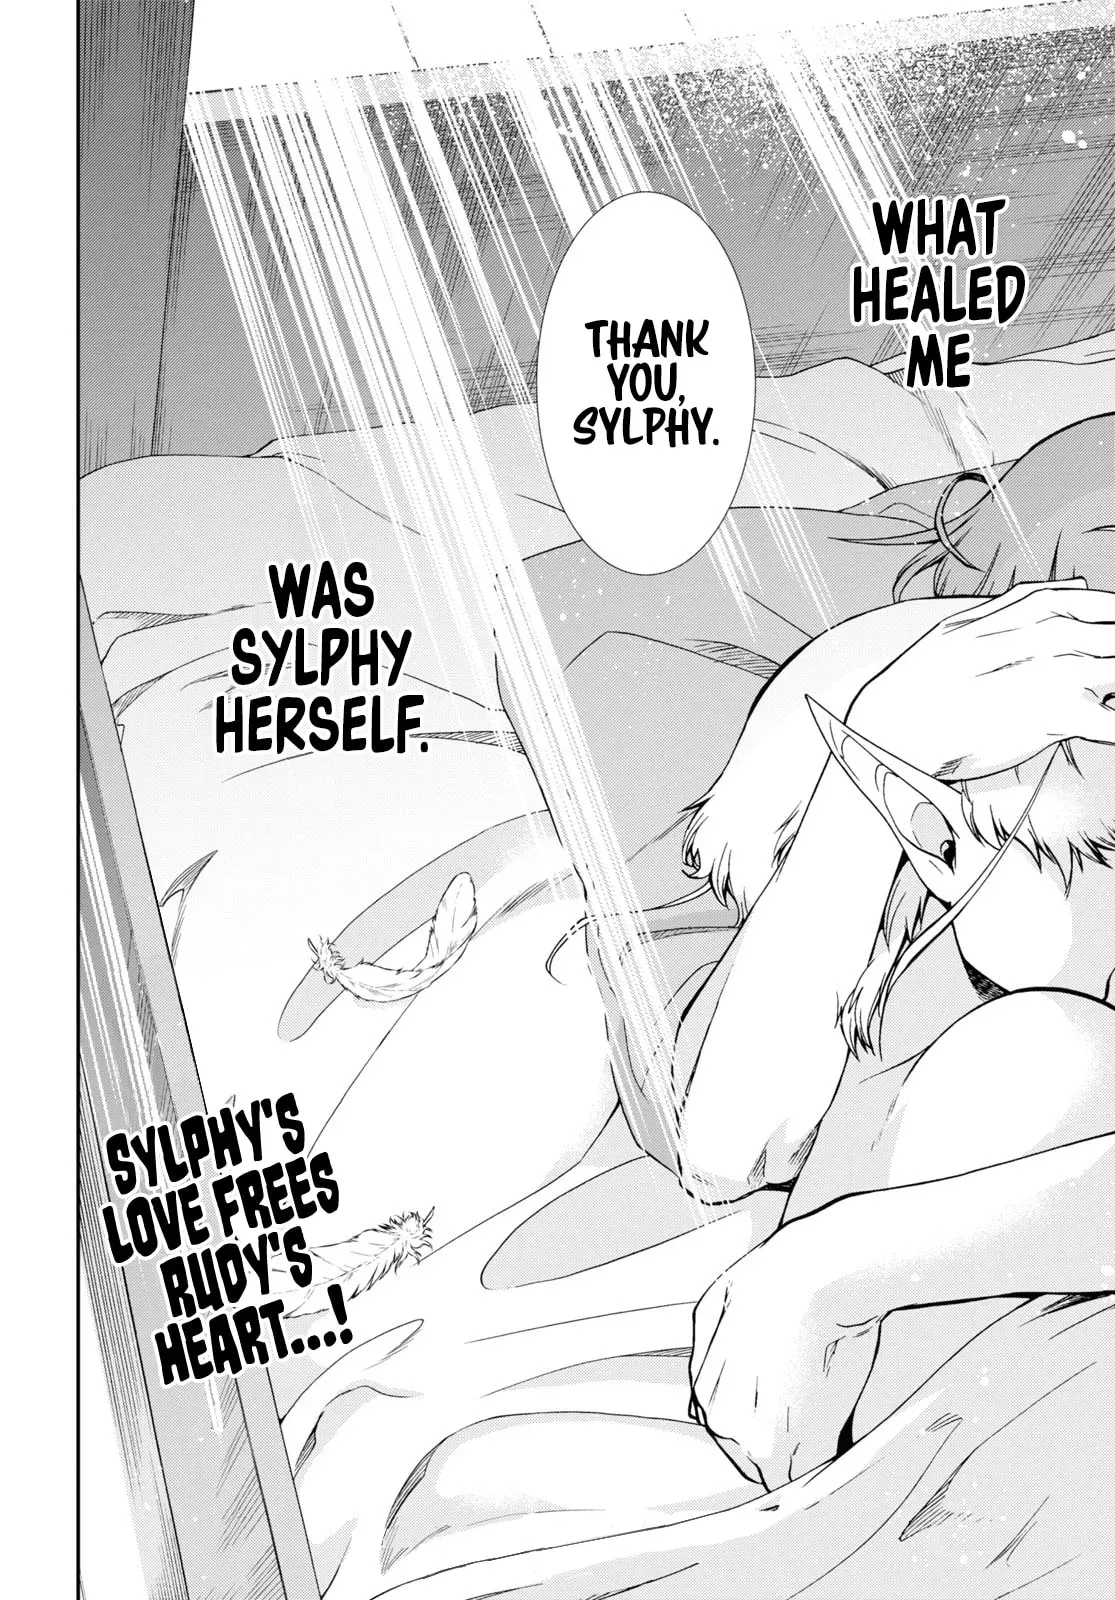 WHAT
HEALED
ME
THANK
YOU,
SYLPHY.
WAS
SYLPHY
HERSELF.
SYLPHY'S
LOVE FREES
RUDY'S
HEART...!